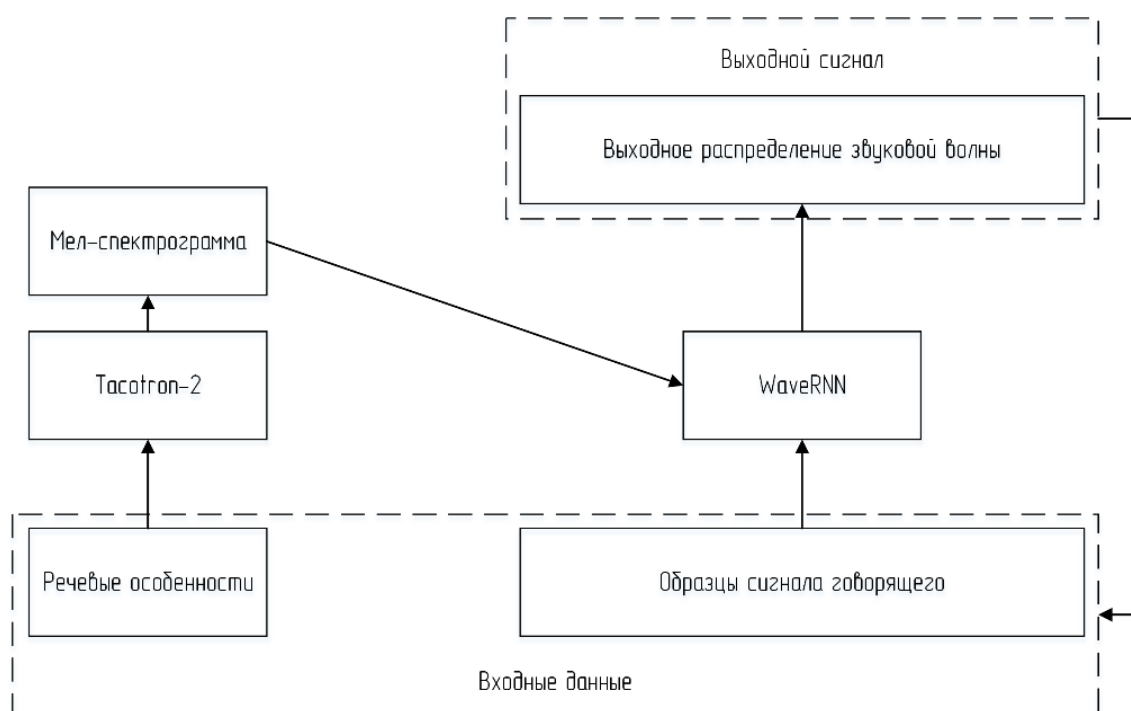 Выходной сигнал
Выходное распределение звуковой волны
Мел-спектрограмма
Tacotron-2
WaveRNN
Речевые особенности
Образцы сигнала говорящего
Входные данные